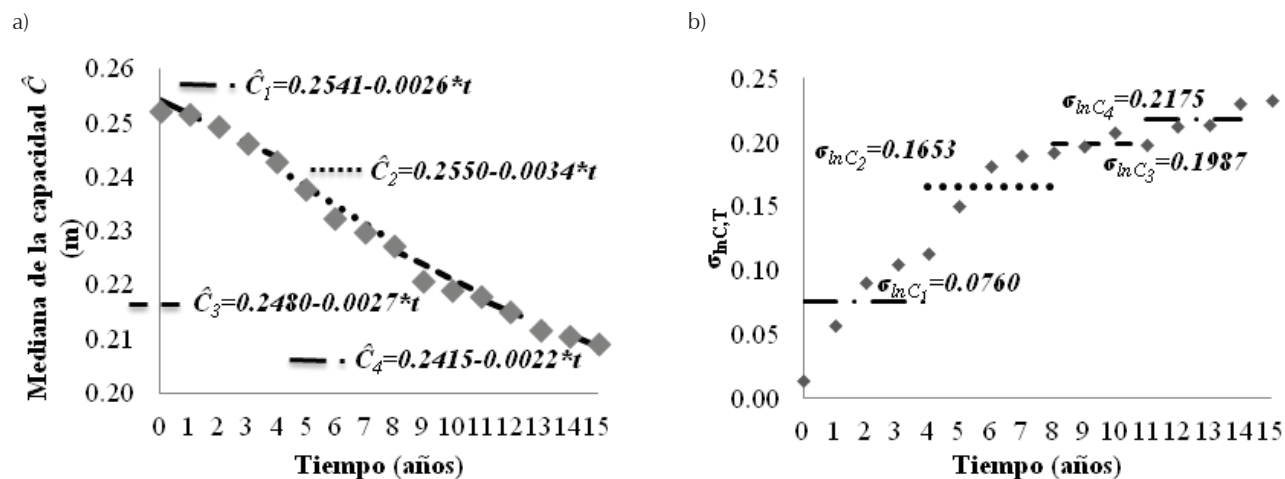 a)
Mediana de la capacidad Ĉ
(m)
0.26
0.25
0.24
0.23
0.22
0.21
0.20
Ĉ1=0.2541-0.0026*t
Ĉ2=0.2550-0.0034*t
Ĉ3=0.2480-0.0027*t
Ĉ4=0.2415-0.0022*t
0 1 2 3 4 5 6 7 8 9 10 11 12 13 14 15
Tiempo (años)
b)
σlnC,T
0.25
0.20
0.15
0.10
0.05
0.00
σlnC4=0.2175
σlnC2=0.1653
σlnC3=0.1987
σlnC1=0.0760
0 1 2 3 4 5 6 7 8 9 10 11 12 13 14 15
Tiempo (años)